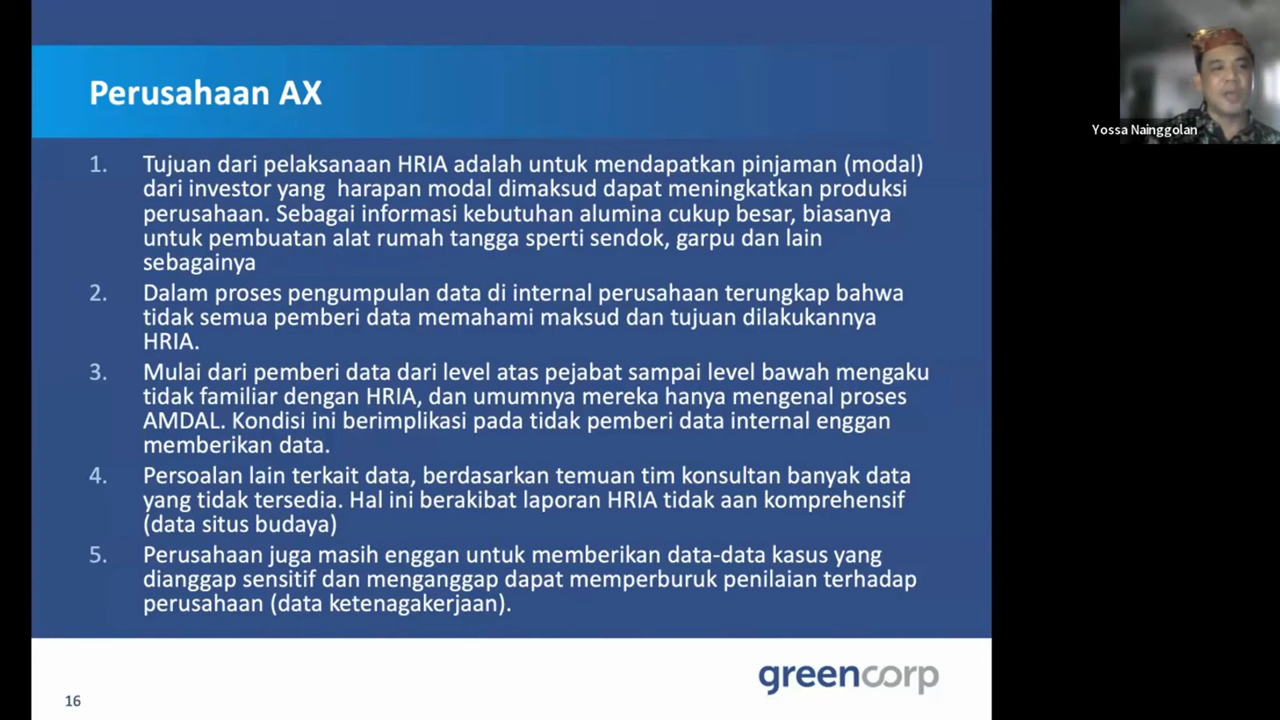 Perusahaan AX
1. Tujuan dari pelaksanaan HRIA adalah untuk mendapatkan pinjaman (modal)
dari investor yang harapan modal dimaksud dapat meningkatkan produksi
perusahaan. Sebagai informasi kebutuhan alumina cukup besar, biasanya
untuk pembuatan alat rumah tangga sperti sendok, garpu dan lain
sebagainya
2. Dalam proses pengumpulan data di internal perusahaan terungkap bahwa
tidak semua pemberi data memahami maksud dan tujuan dilakukannya
HRIA.
3. Mulai dari pemberi data dari level atas pejabat sampai level bawah mengaku
tidak familiar dengan HRIA, dan umumnya mereka hanya mengenal proses
AMDAL. Kondisi ini berimplikasi pada tidak pemberi data internal enggan
memberikan data.
4. Persoalan lain terkait data, berdasarkan temuan tim konsultan banyak data
yang tidak tersedia. Hal ini berakibat laporan HRIA tidak aan komprehensif
(data situs budaya)
5. Perusahaan juga masih enggan untuk memberikan data-data kasus yang
dianggap sensitif dan menganggap dapat memperburuk penilaian terhadap
perusahaan (data ketenagakerjaan).
greencorp
16
Yossa Nainggolan